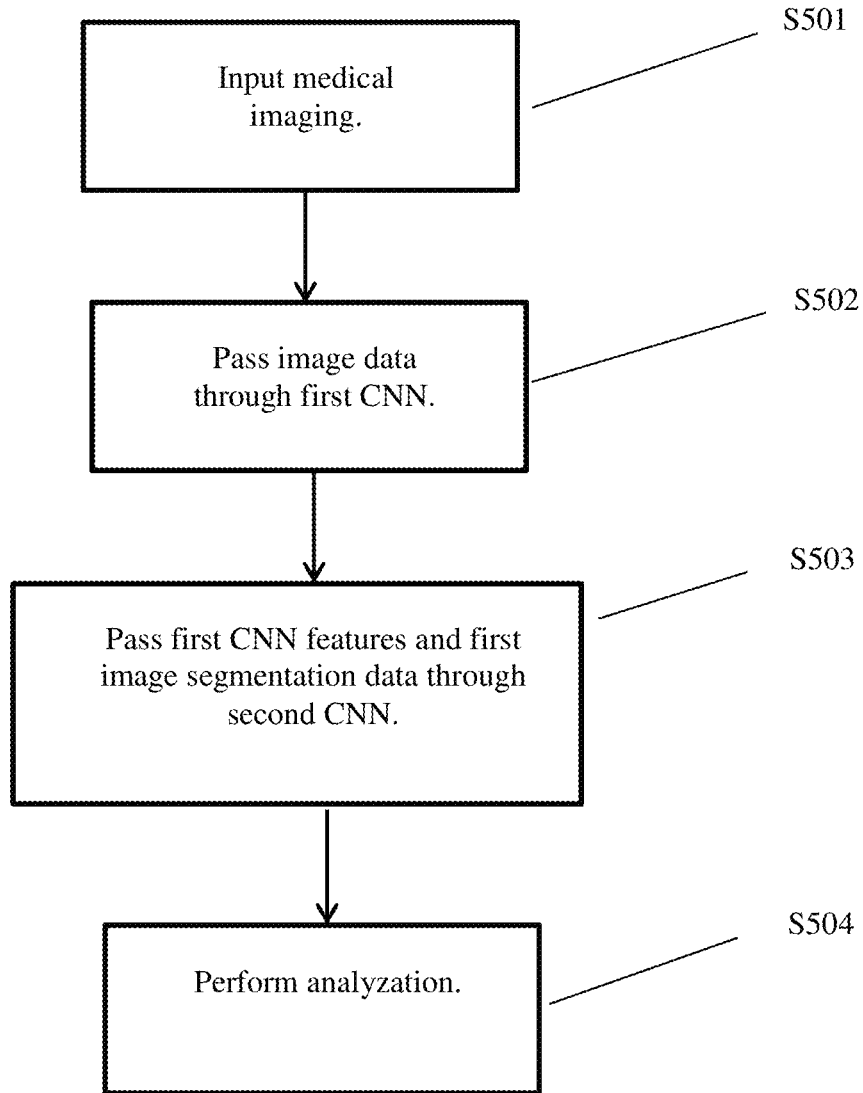 S501
Input medical
imaging.
S502
Pass image data
through first CNN.
S503
Pass first CNN features and first
image segmentation data through
second CNN.
S504
Perform analyzation.